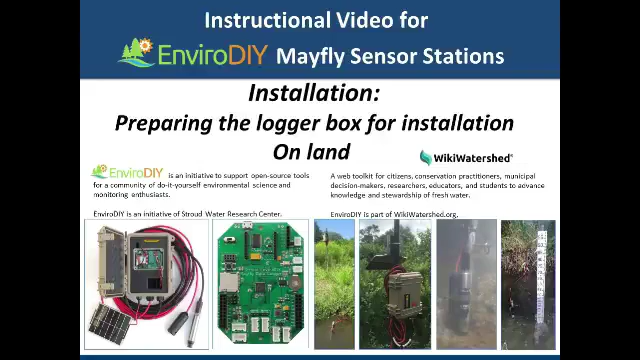 Instructional Video for
EnviroDIY Mayfly Sensor Stations
Installation:
Preparing the logger box for installation
On land
EnviroDIY is an initiative to support open-source tools
for a community of do-it-yourself environmental science and
monitoring enthusiasts.
EnviroDIY is an initiative of Stroud Water Research Center.
WikiWatershed®
A web toolkit for citizens, conservation practitioners, municipal
decision-makers, researchers, educators, and students to advance
knowledge and stewardship of fresh water.
EnviroDIY is part of WikiWatershed.org.